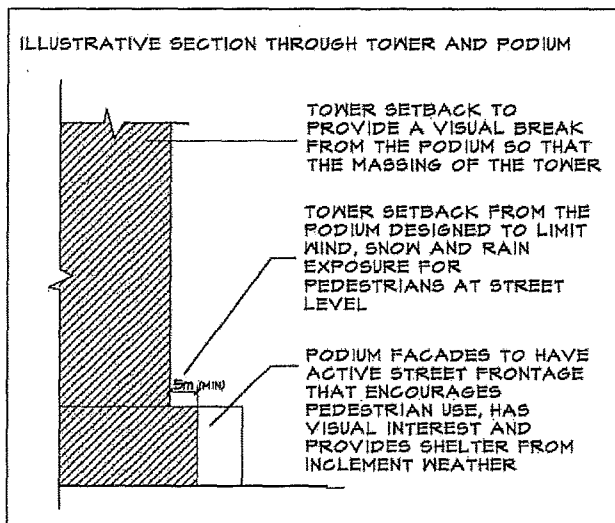 ILLUSTRATIVE SECTION THROUGH TOWER AND PODIUM
TOWER SETBACK TO
PROVIDE A VISUAL BREAK
FROM THE PODIUM SO THAT
THE MASSING OF THE TOWER
TOWER SETBACK FROM THE
PODIUM DESIGNED TO LIMIT
WIND, SNOW AND RAIN
EXPOSURE FOR
PEDESTRIANS AT STREET
LEVEL
5m (MIN)
PODIUM FACADES TO HAVE
ACTIVE STREET FRONTAGE
THAT ENCOURAGES
PEDESTRIAN USE, HAS
VISUAL INTEREST AND
PROVIDES SHELTER FROM
INCLEMENT WEATHER